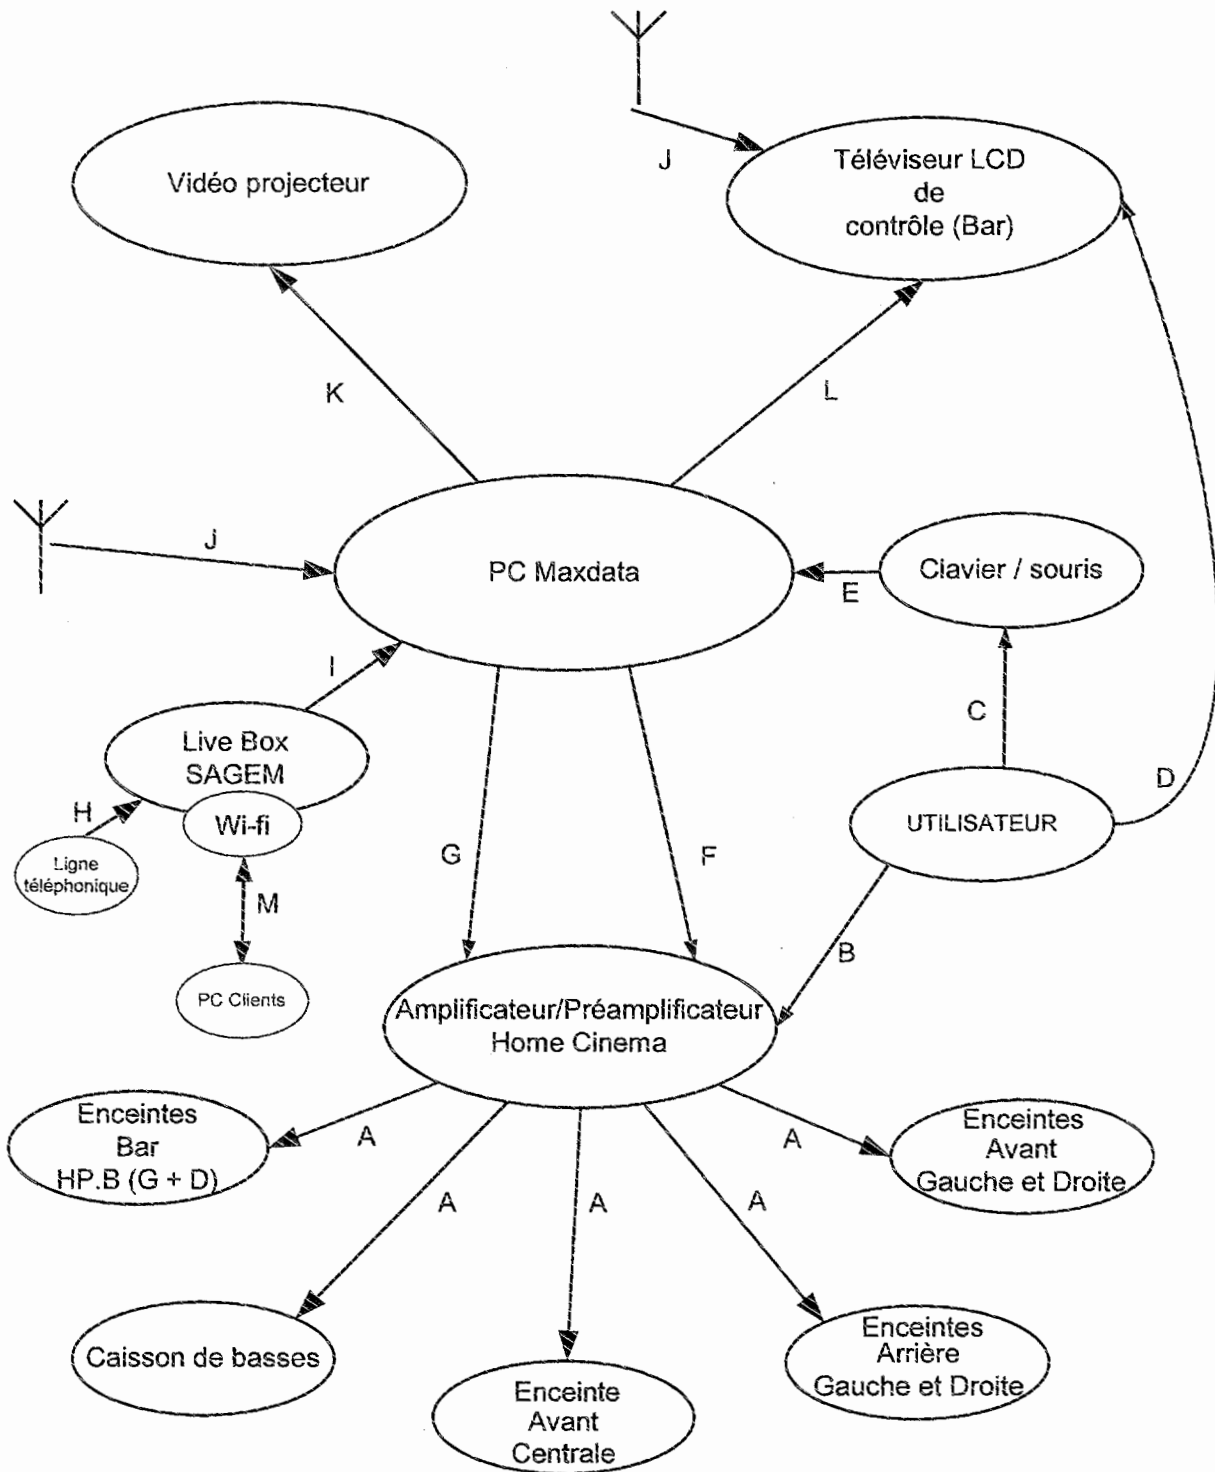 J
Vidéo projecteur
Téléviseur LCD
de
contrôle (Bar)
K
L
J
PC Maxdata
E
Clavier / souris
I
C
Live Box
SAGEM
D
H
Wi-fi
UTILISATEUR
Ligne
téléphonique
G
F
M
B
PC Clients
Amplificateur/Préamplificateur
Home Cinema
Enceintes
Bar
HP.B (G + D)
A
A
A
A
A
Enceintes
Avant
Gauche et Droite
Caisson de basses
Enceinte
Avant
Centrale
Enceintes
Arrière
Gauche et Droite